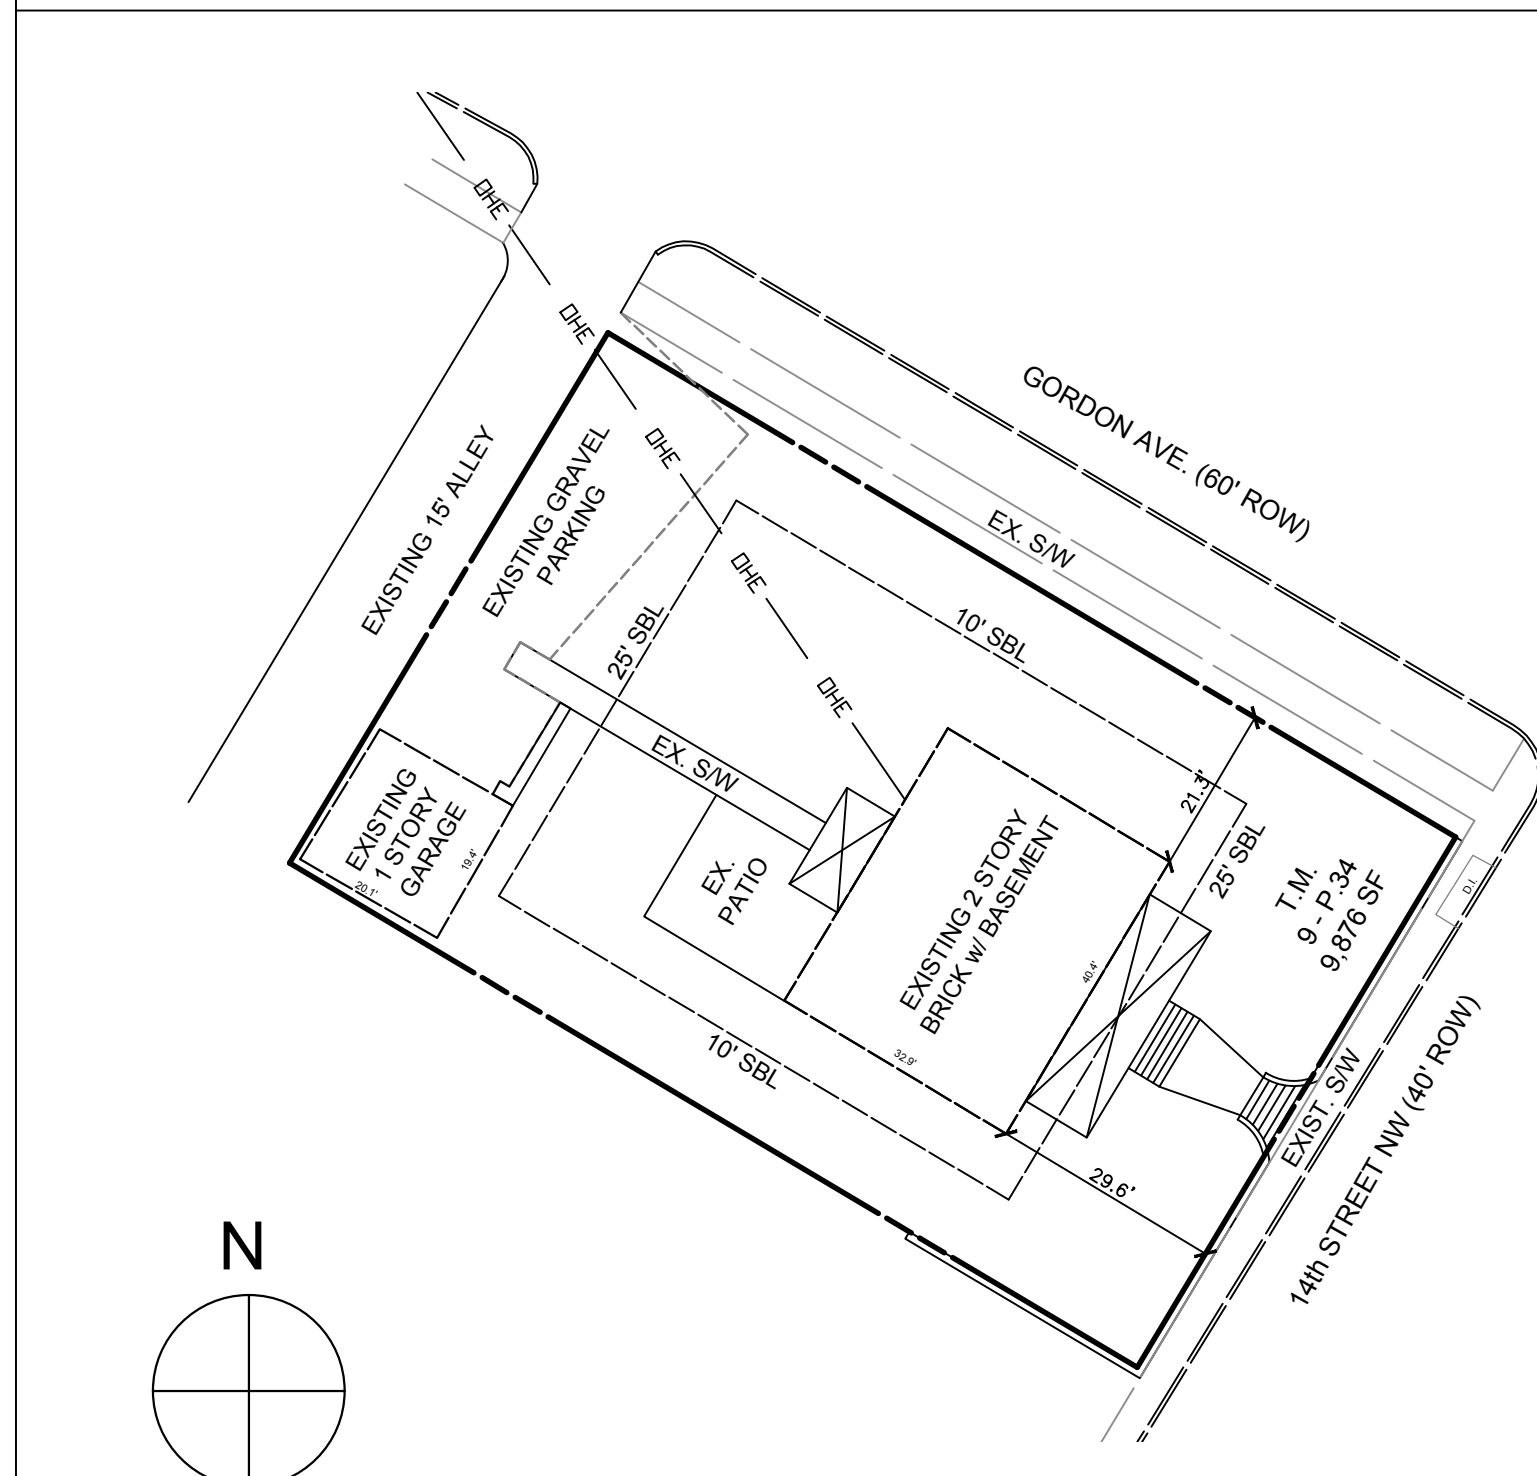 OHE
OHE
OHE
OHE
OHE
GORDON AVE. (60' ROW)
EX. S/W
EXISTING 15' ALLEY
EXISTING GRAVEL
PARKING
25' SBL
10' SBL
EX. S/W
21.3'
25' SBL
T.M.
9 - P.34
9,876 SF
D.I.
EXISTING
1 STORY
GARAGE
19.4'
20.1'
EX.
PATIO
EXISTING 2 STORY
BRICK w/ BASEMENT
40.4'
32.9'
10' SBL
29.6'
EXIST. S/W
14th STREET NW (40' ROW)
N